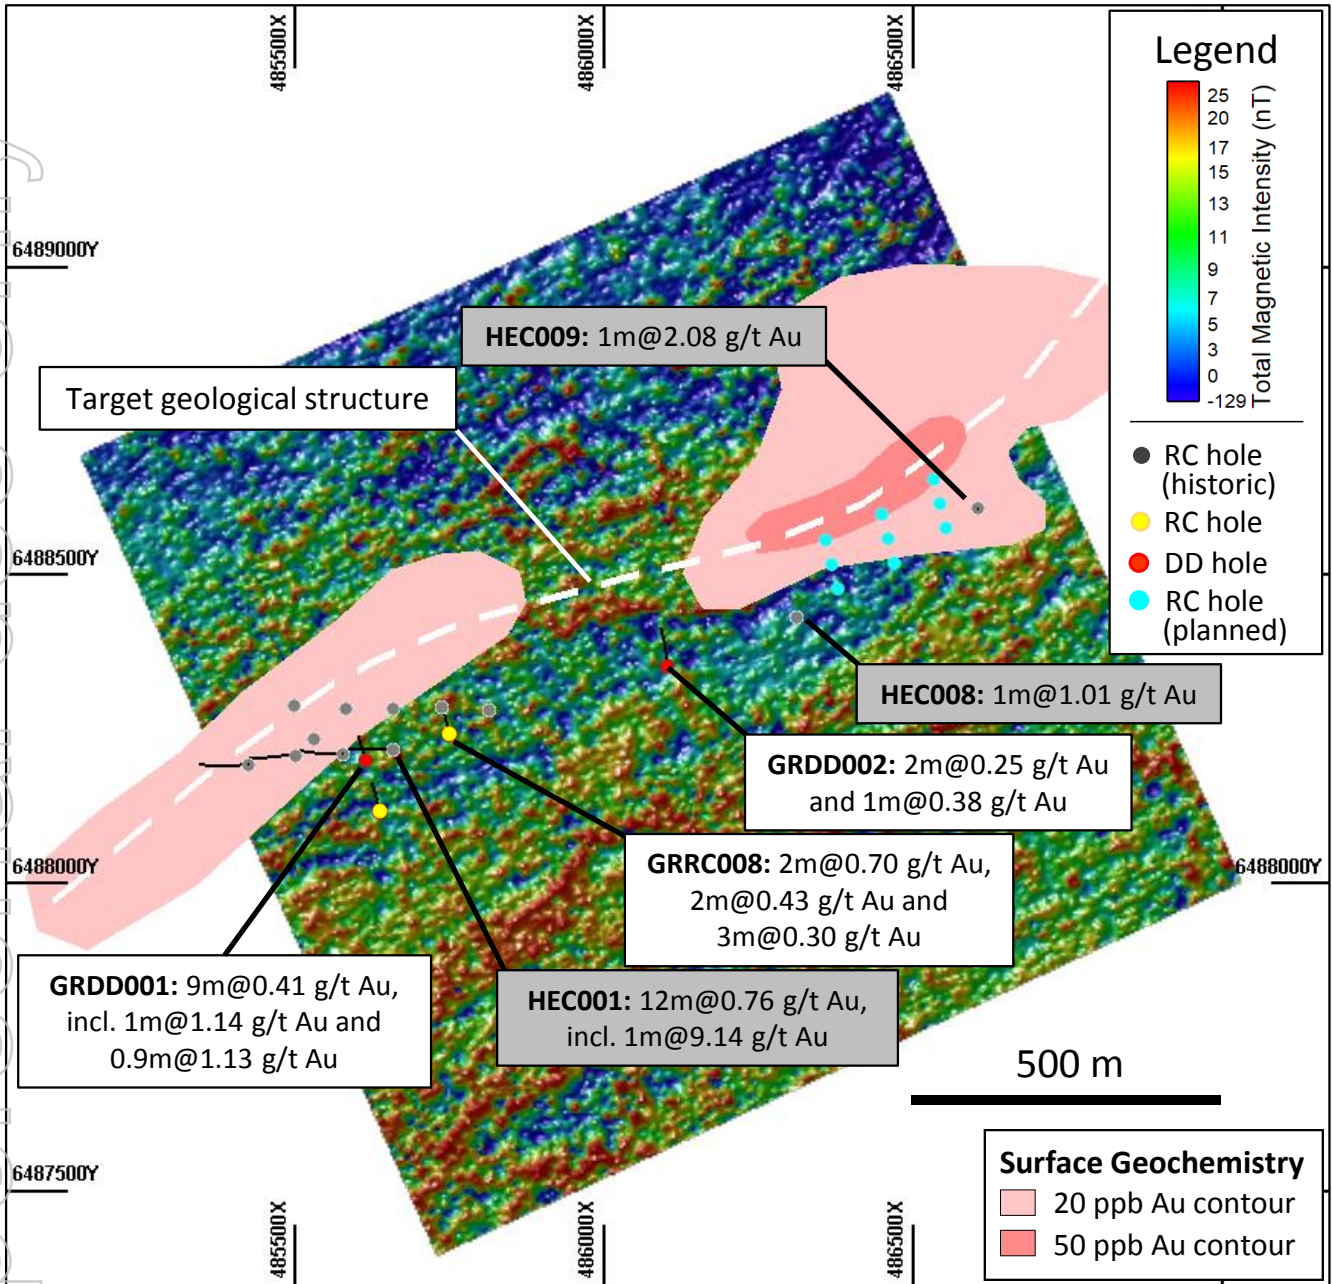 485500X
486000X
486500X
Legend
25
20
17
15
13
11
9
7
5
3
0
-129
Total Magnetic Intensity (nT)
RC hole
(historic)
RC hole
DD hole
RC hole
(planned)
6489000Y
HEC009: 1m@2.08 g/t Au
Target geological structure
6488500Y
HEC008: 1m@1.01 g/t Au
GRDD002: 2m@0.25 g/t Au
and 1m@0.38 g/t Au
6488000Y
6488000Y
GRRC008: 2m@0.70 g/t Au,
2m@0.43 g/t Au and
3m@0.30 g/t Au
GRDD001: 9m@0.41 g/t Au,
incl. 1m@1.14 g/t Au and
0.9m@1.13 g/t Au
HEC001: 12m@0.76 g/t Au,
incl. 1m@9.14 g/t Au
500 m
6487500Y
Surface Geochemistry
20 ppb Au contour
50 ppb Au contour
485500X
486000X
486500X